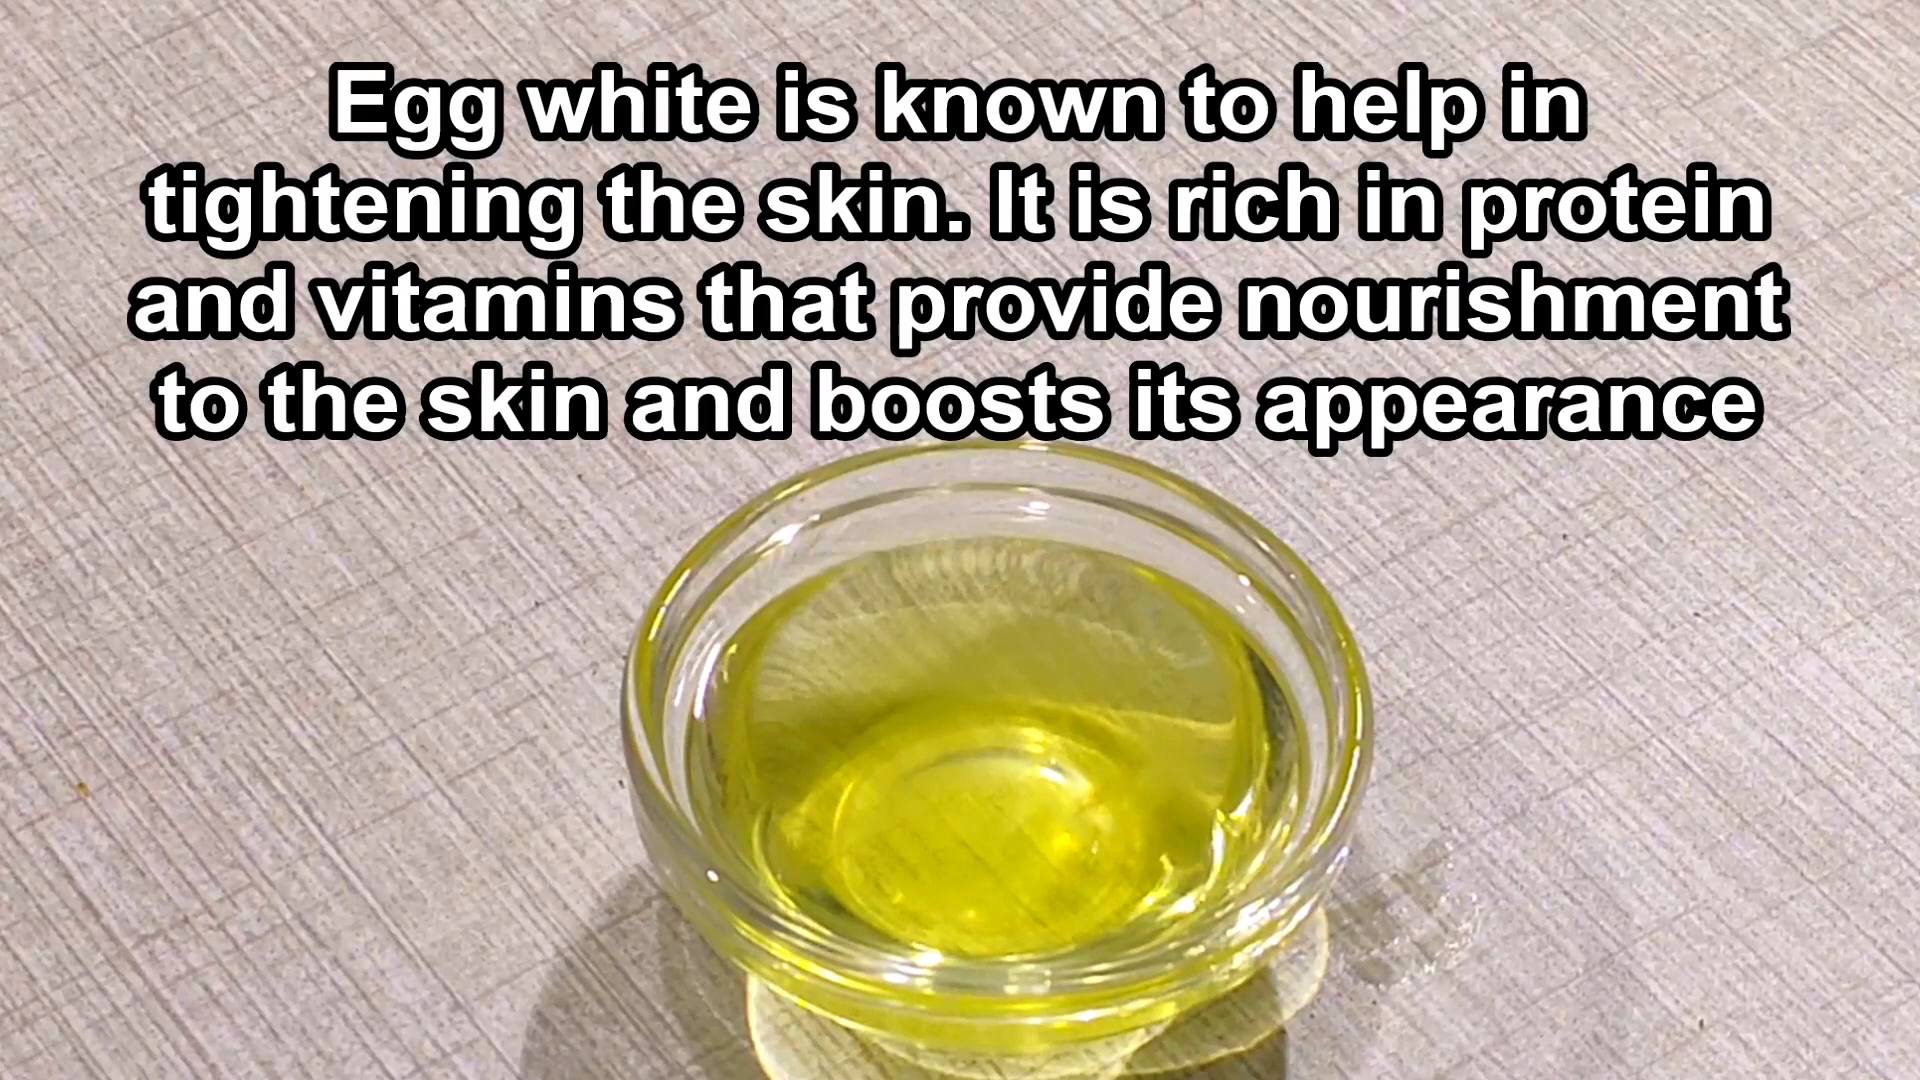 Egg white is known to help in
tightening the skin. It is rich in protein
and vitamins that provide nourishment
to the skin and boosts its appearance